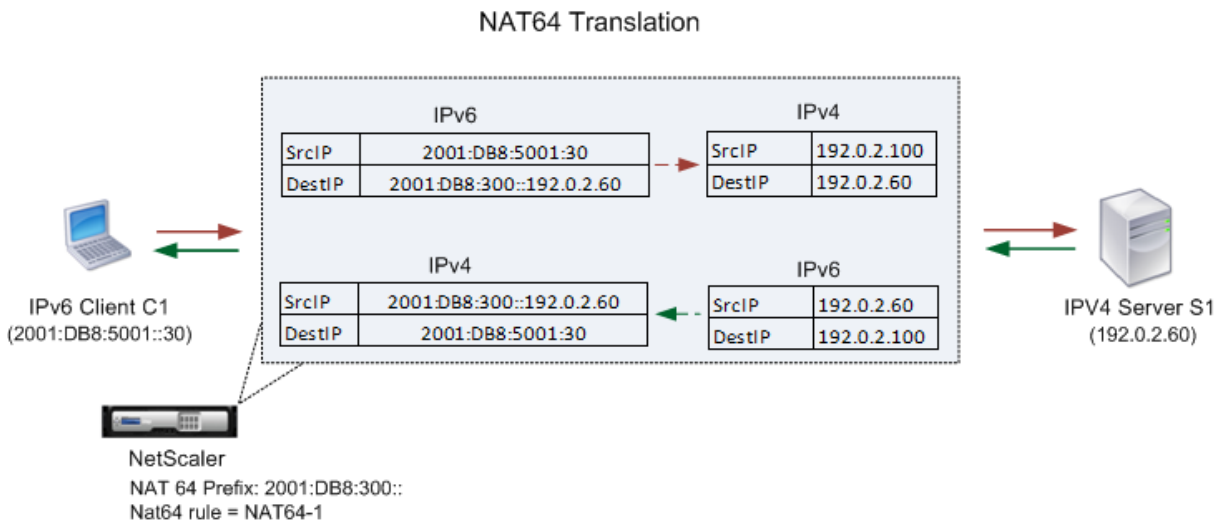 NAT64 Translation
IPv6
SrcIP 2001:DB8:5001:30
DestIP 2001:DB8:300::192.0.2.60
IPv4
SrcIP 192.0.2.100
DestIP 192.0.2.60
IPv4
SrcIP 2001:DB8:300::192.0.2.60
DestIP 2001:DB8:5001:30
IPv6
SrcIP 192.0.2.60
DestIP 192.0.2.100
IPv6 Client C1
(2001:DB8:5001::30)
IPV4 Server S1
(192.0.2.60)
NetScaler
NAT 64 Prefix: 2001:DB8:300::
Nat64 rule = NAT64-1